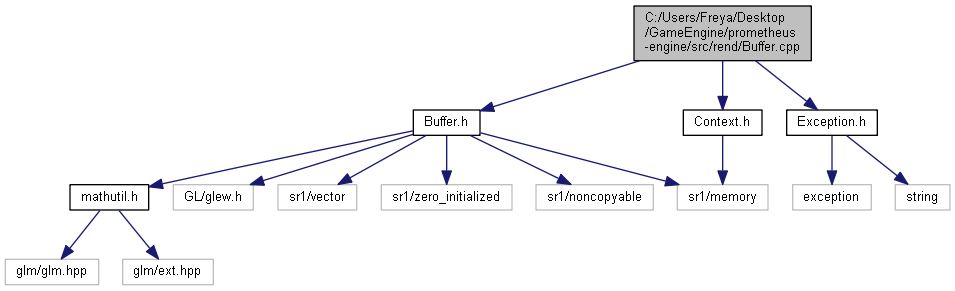 C:/Users/Freya/Desktop
/GameEngine/prometheus
-engine/src/rend/Buffer.cpp
Buffer.h
Context.h
Exception.h
mathutil.h
GL/glew.h
sr1/vector
sr1/zero_initialized
sr1/noncopyable
sr1/memory
exception
string
glm/glm.hpp
glm/ext.hpp